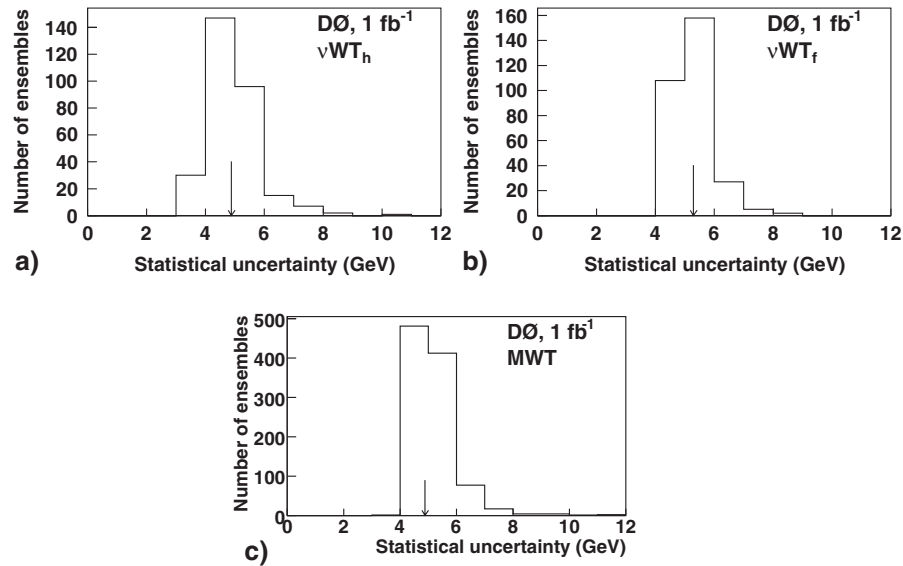 DØ, 1 fb-1
νWTh
Number of ensembles
140
120
100
80
60
40
20
0
0 2 4 6 8 10 12
Statistical uncertainty (GeV)
a)
DØ, 1 fb-1
νWTf
Number of ensembles
160
140
120
100
80
60
40
20
0
0 2 4 6 8 10 12
Statistical uncertainty (GeV)
b)
DØ, 1 fb-1
MWT
Number of ensembles
500
400
300
200
100
0
0 2 4 6 8 10 12
Statistical uncertainty (GeV)
c)